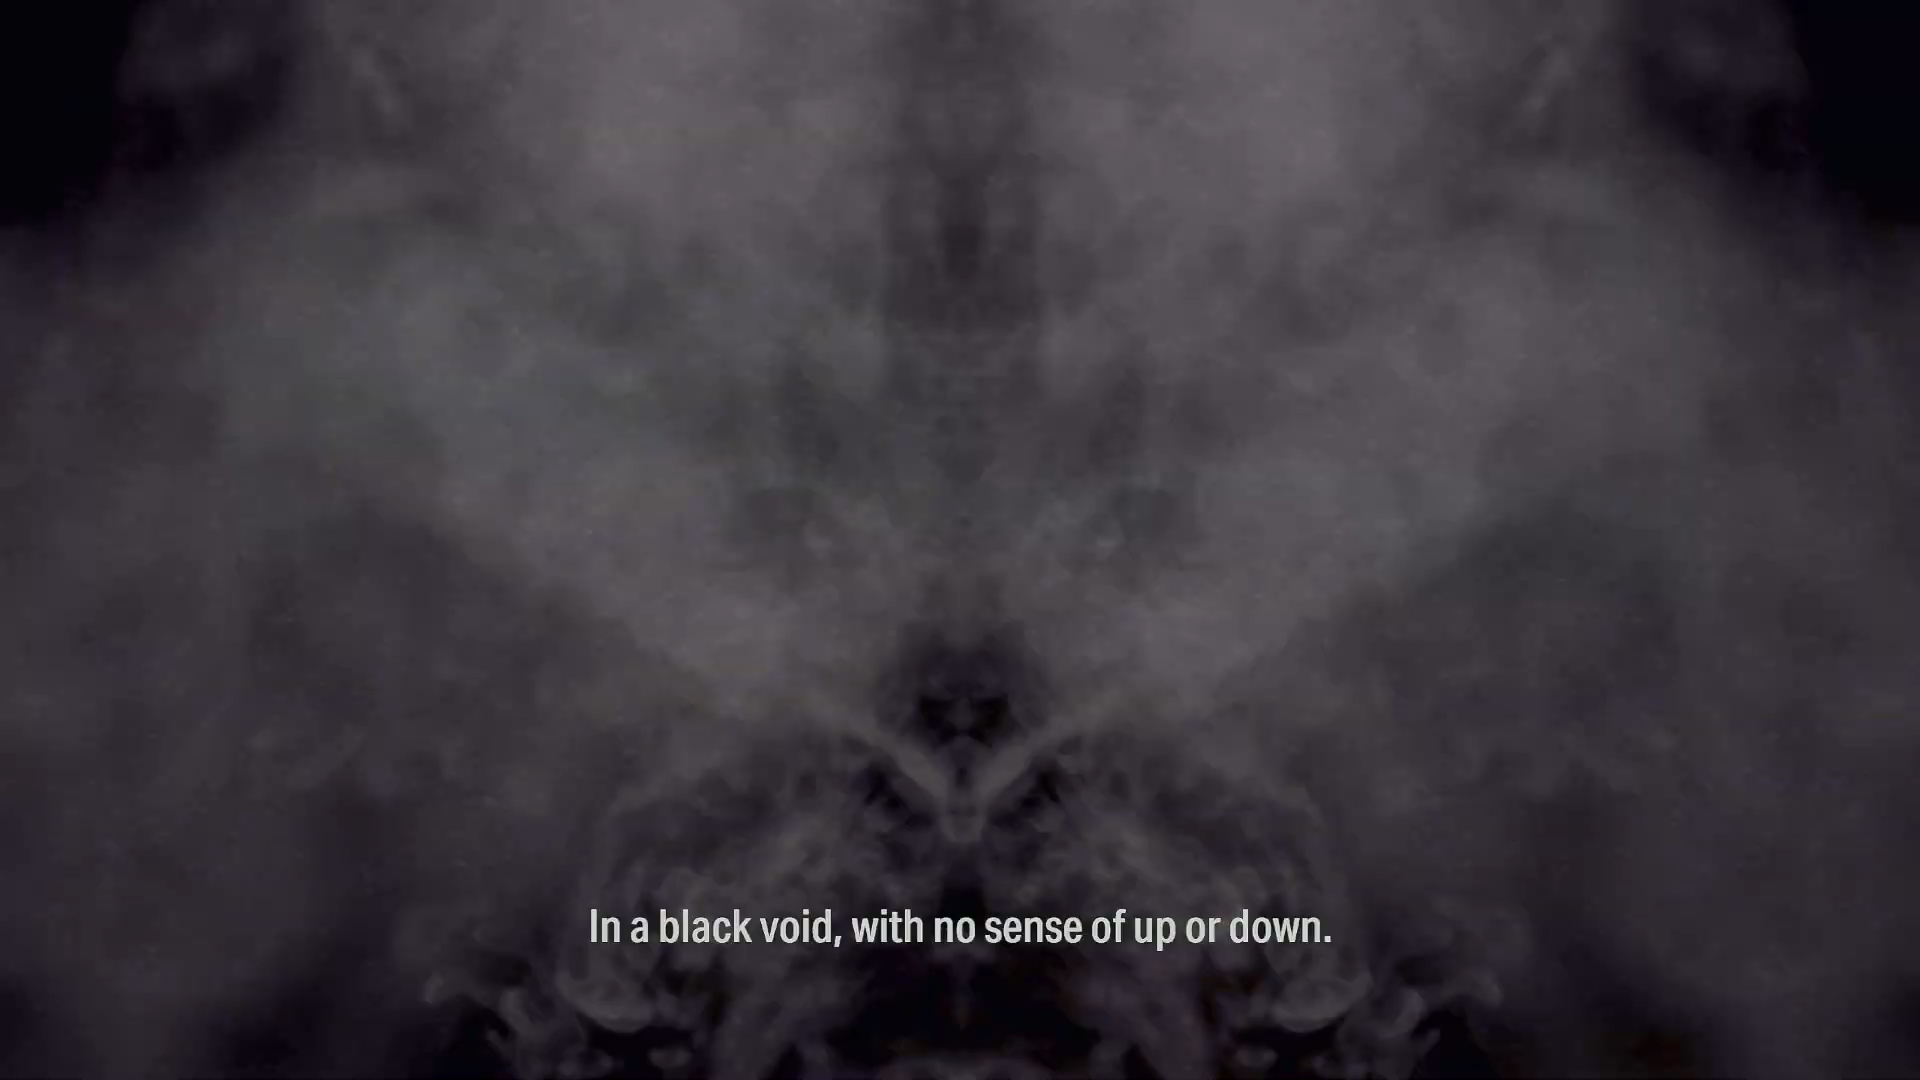 In a black void, with no sense of up or down.